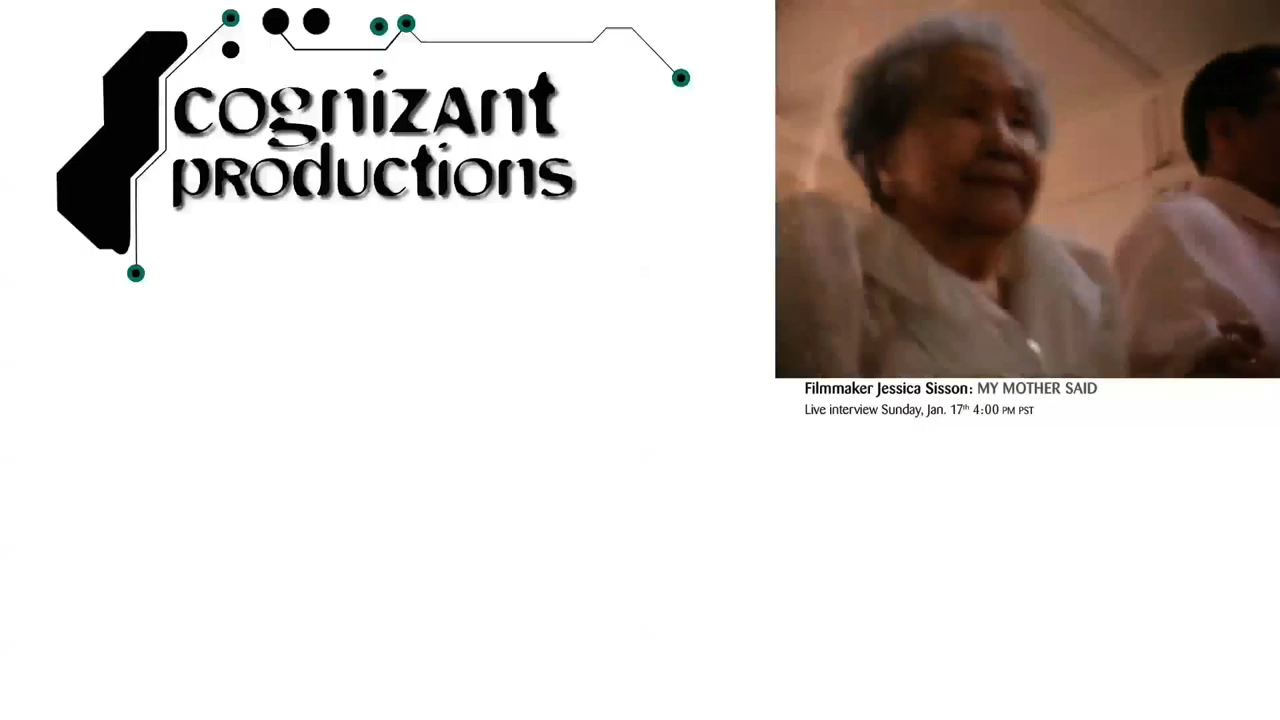 cognizant
productions
Filmmaker Jessica Sisson: MY MOTHER SAID
Live interview Sunday, Jan. 17th 4:00 PM PST